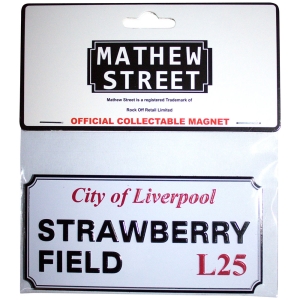 MATHEW
STREET
Mathew Street is a registered Trademark of
Rock Off Retail Limited
OFFICIAL COLLECTABLE MAGNET
City of Liverpool
STRAWBERRY
FIELD L25